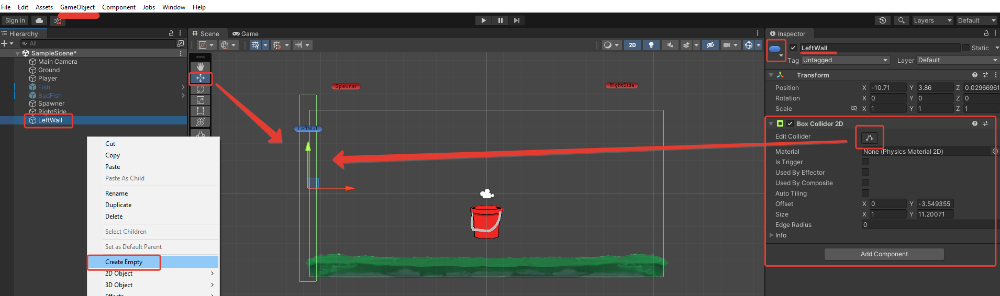 File Edit Assets GameObject Component Jobs Window Help
Sign in Layers Default
Hierarchy
All
SampleScene*
Main Camera
Ground
Player
Fish
BadFish
Spawner
RightSide
LeftWall
Cut
Copy
Paste
Paste As Child
Rename
Duplicate
Delete
Select Children
Set as Default Parent
Create Empty
2D Object
3D Object
Effects
Scene Game
2D
Spawner RightSide
LeftWall
Inspector
LeftWall Static
Tag Untagged Layer Default
Transform
Position X -10.71 Y 3.86 Z 0.02966961
Rotation X 0 Y 0 Z 0
Scale X 1 Y 1 Z 1
Box Collider 2D
Edit Collider
Material None (Physics Material 2D)
Is Trigger
Used By Effector
Used By Composite
Auto Tiling
Offset X 0 Y -3.549355
Size X 1 Y 11.20071
Edge Radius 0
Info
Add Component